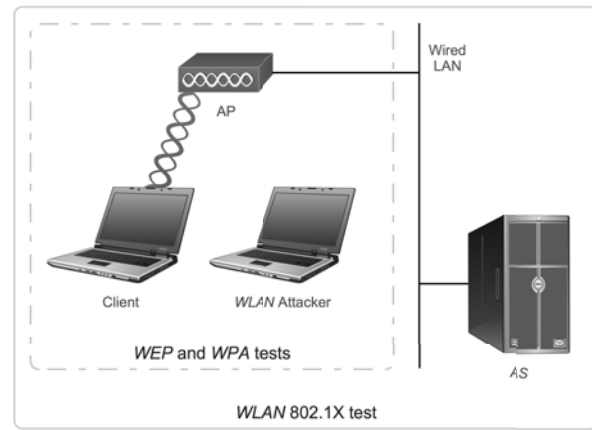 Wired
LAN
AP
Client
WLAN Attacker
WEP and WPA tests
AS
WLAN 802.1X test